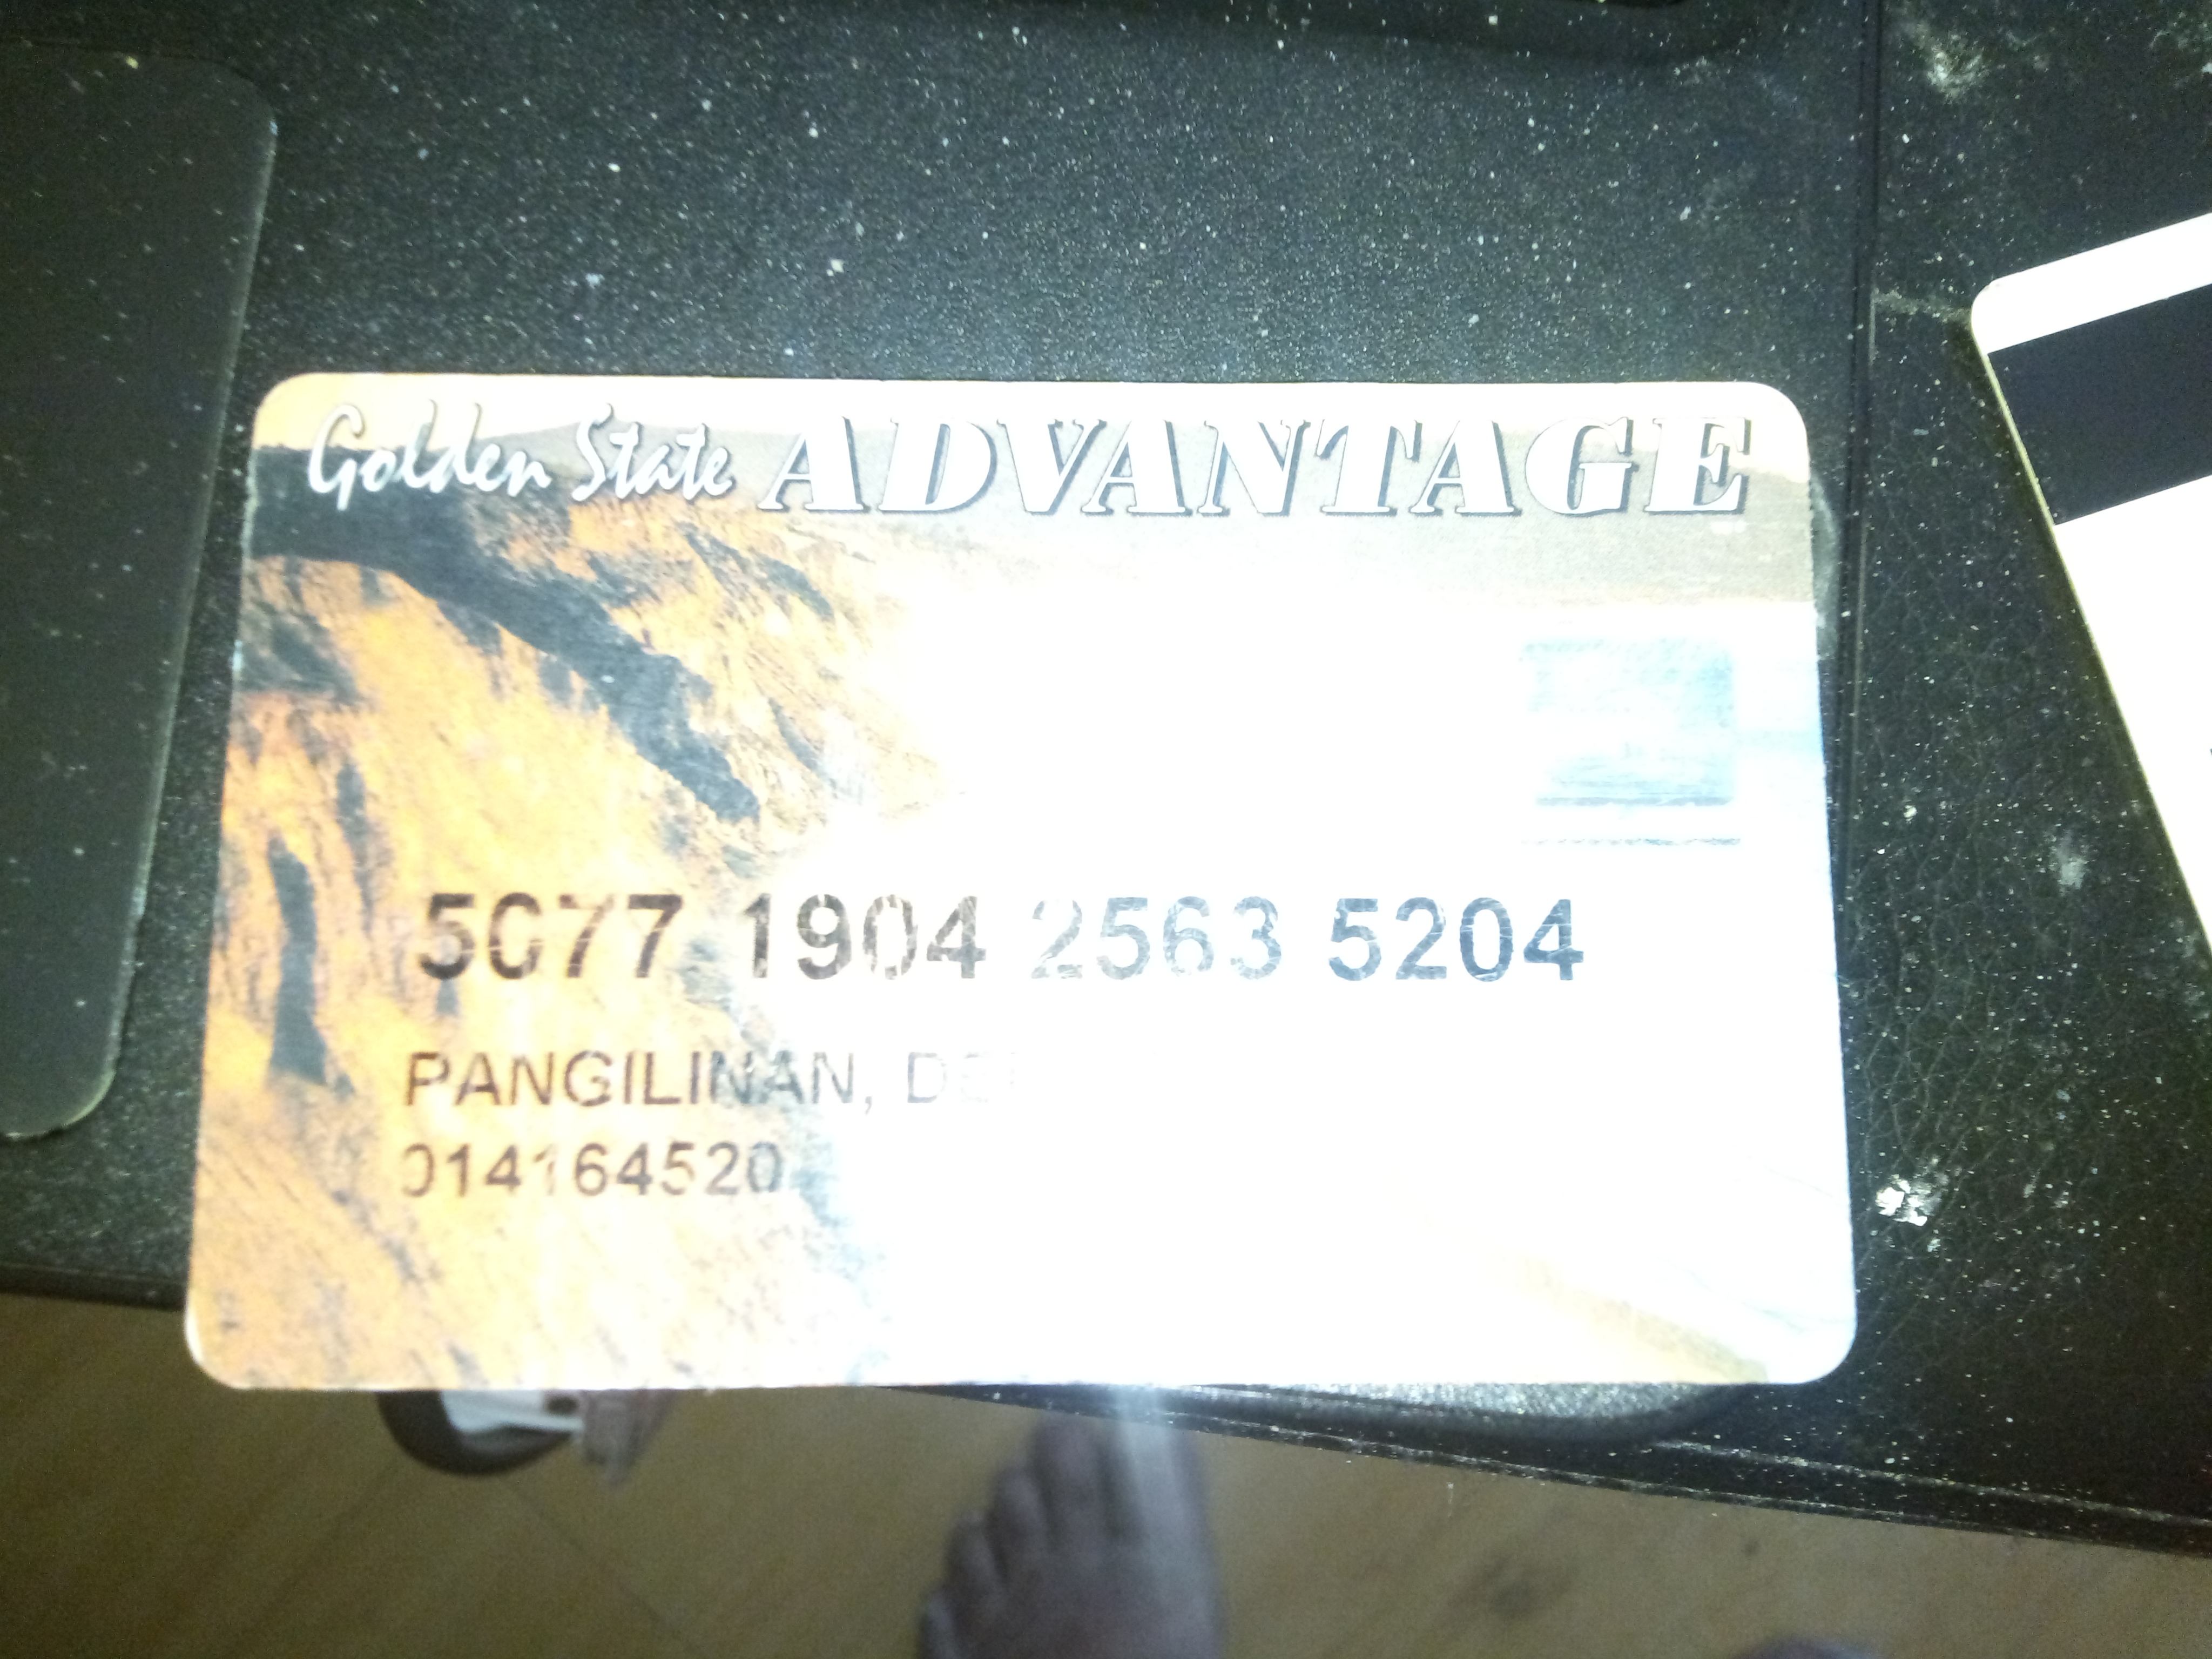 Golden State ADVANTAGE
5077 1904 2563 5204
PANGILINAN,
014164520